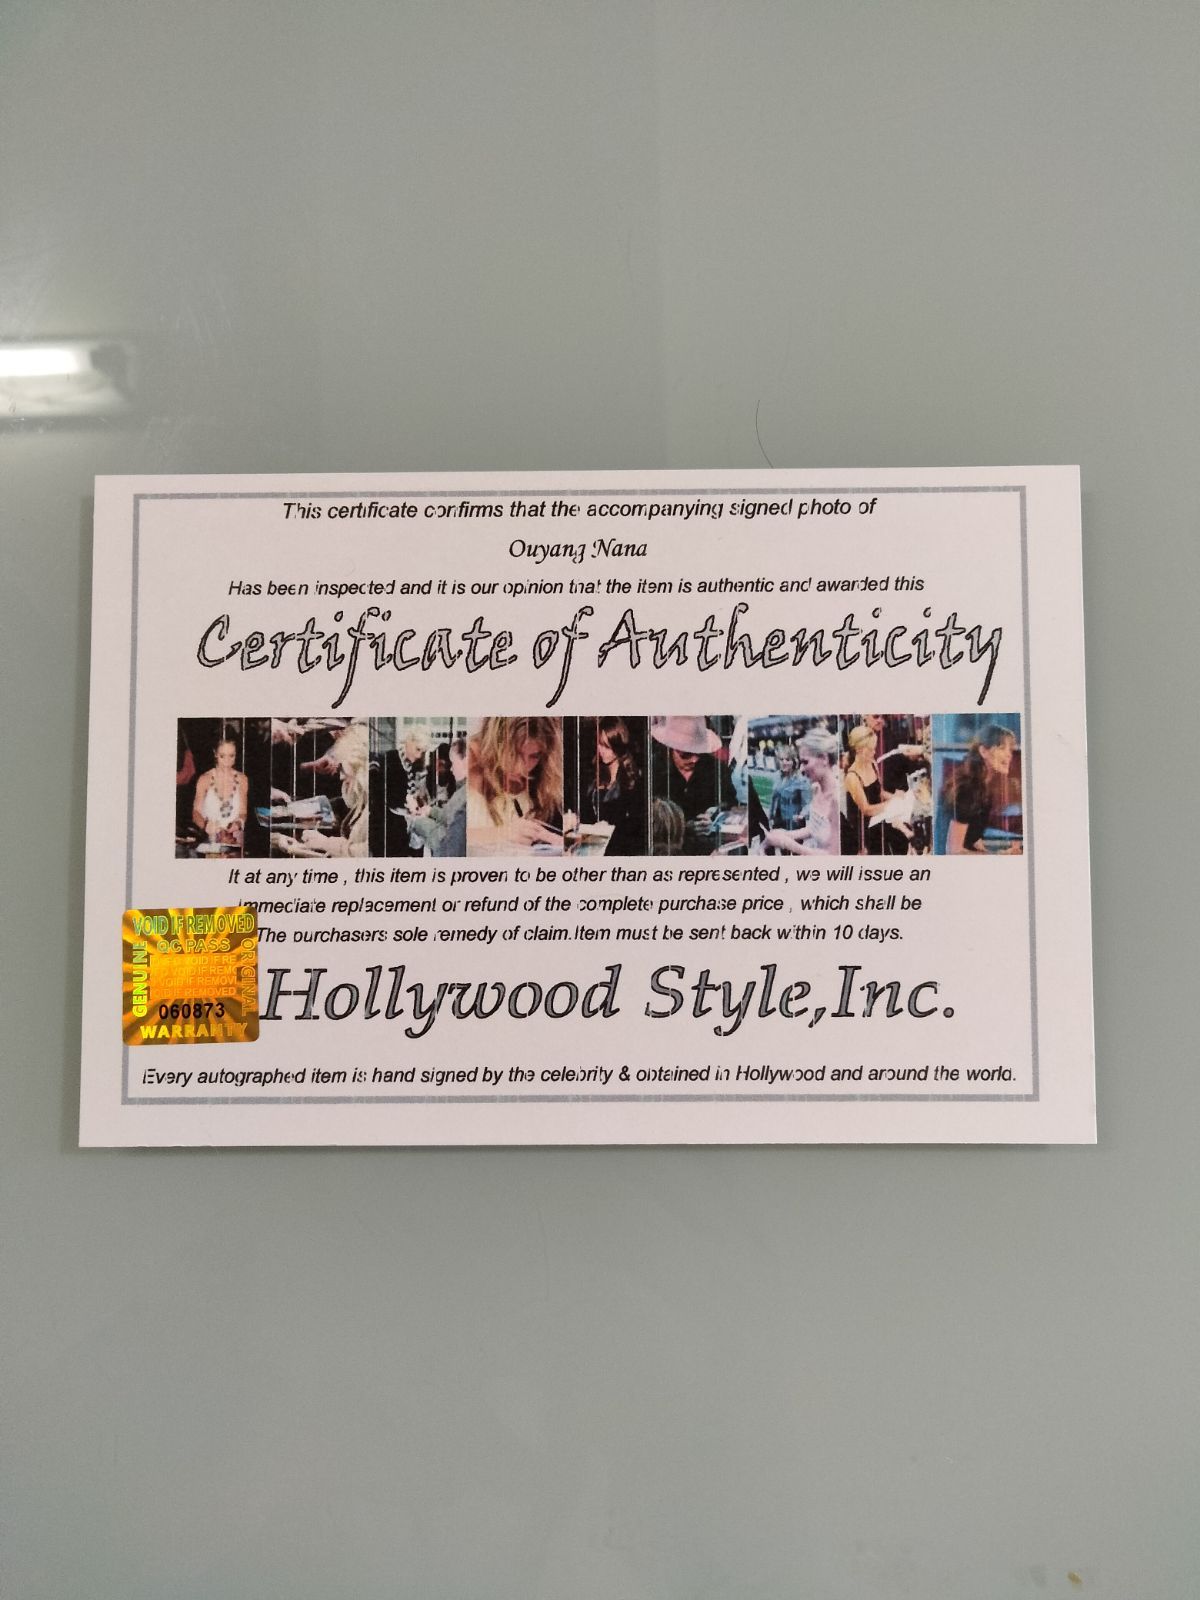 This certificate confirms that the accompanying signed photo of
Ouyang Nana
Has been inspected and it is our opinion that the item is authentic and awarded this
Certificate of Authenticity
It at any time , this item is proven to be other than as represented , we will issue an
immediate replacement or refund of the complete purchase price , which shall be
The purchasers sole remedy of claim.Item must be sent back within 10 days.
VOID IF REMOVED
QC PASS
GENUINE
ORIGINAL
060873
WARRANTY
Hollywood Style,Inc.
Every autographed item is hand signed by the celebrity & obtained in Hollywood and around the world.